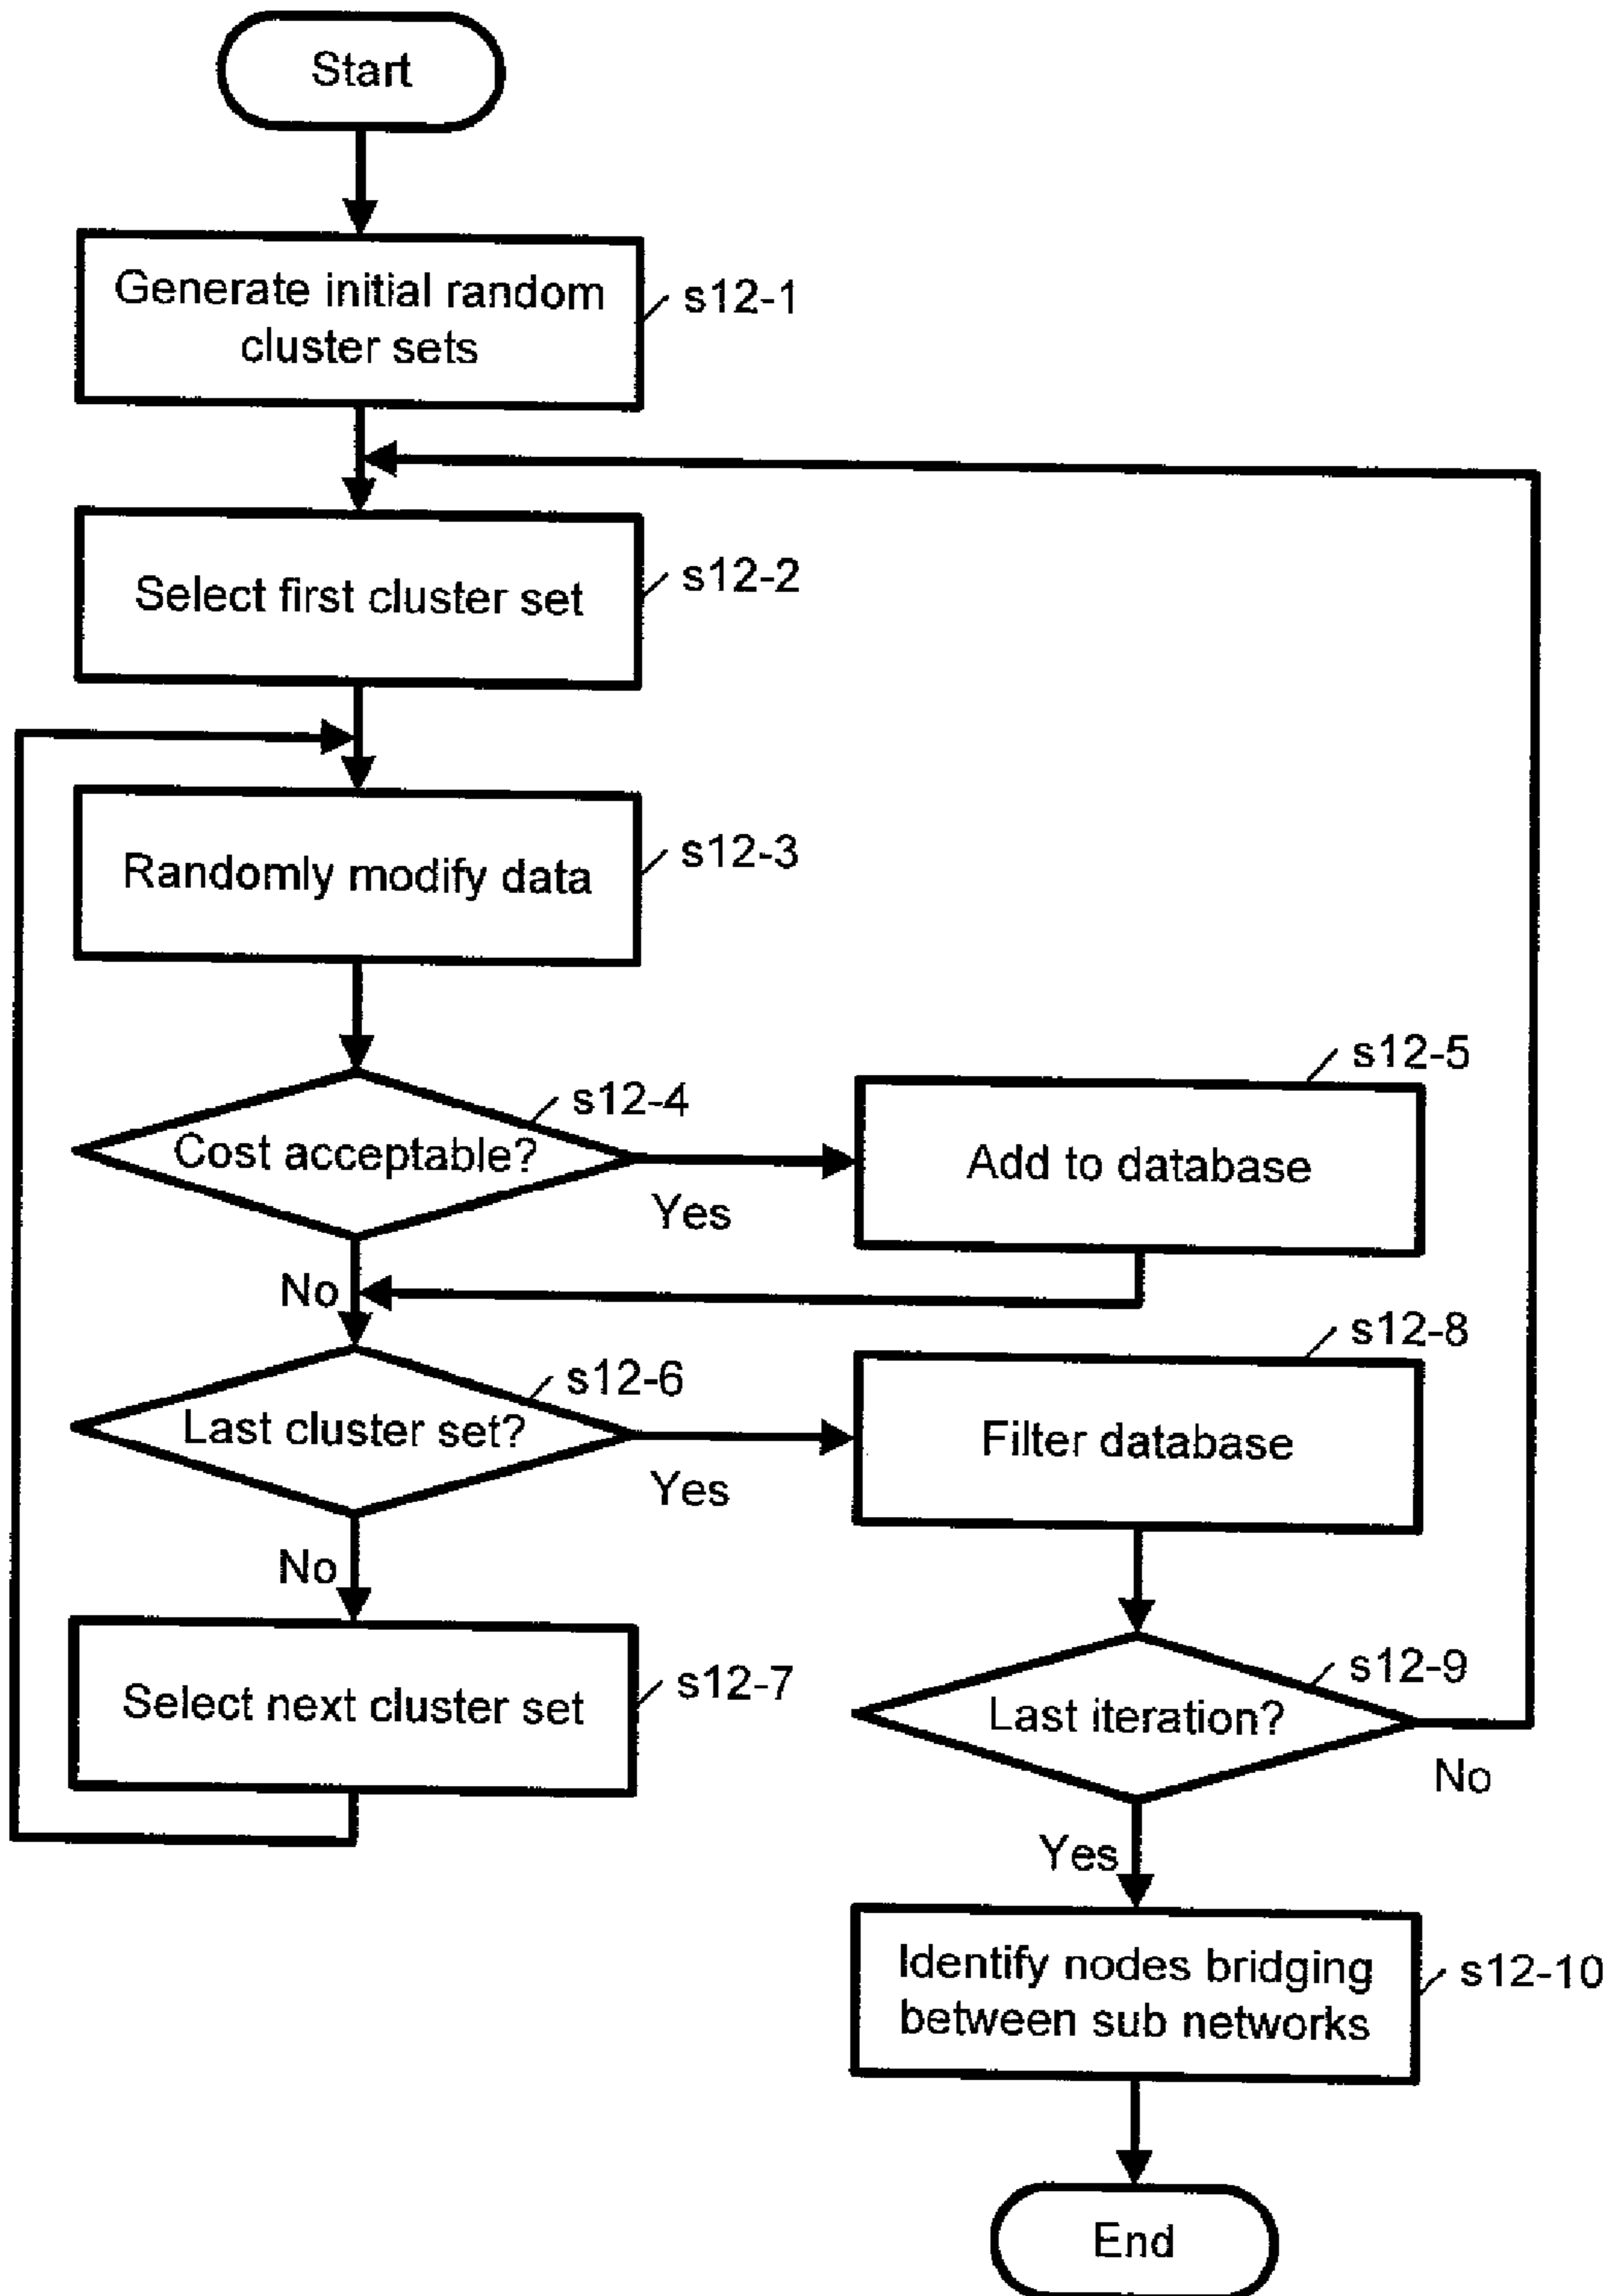 Start
Generate initial random
cluster sets
s12-1
Select first cluster set
s12-2
Randomly modify data
s12-3
Cost acceptable?
s12-4
Yes
No
Add to database
s12-5
Last cluster set?
s12-6
Yes
No
Select next cluster set
s12-7
Filter database
s12-8
Last iteration?
s12-9
No
Yes
Identify nodes bridging
between sub networks
s12-10
End